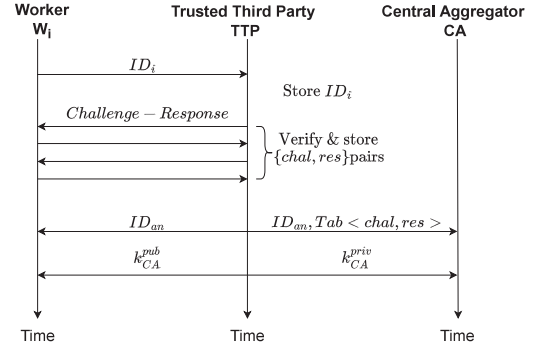 Worker Trusted Third Party Central Aggregator
W_i TTP CA
ID_i
Store ID_i
Challenge − Response
Verify & store
{chal, res}pairs
ID_an ID_an, Tab < chal, res >
k_CA^pub k_CA^priv
Time Time Time